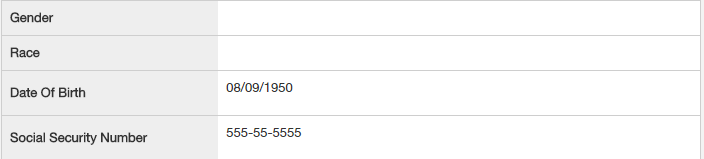 Gender
Race
Date Of Birth 08/09/1950
Social Security Number 555-55-5555